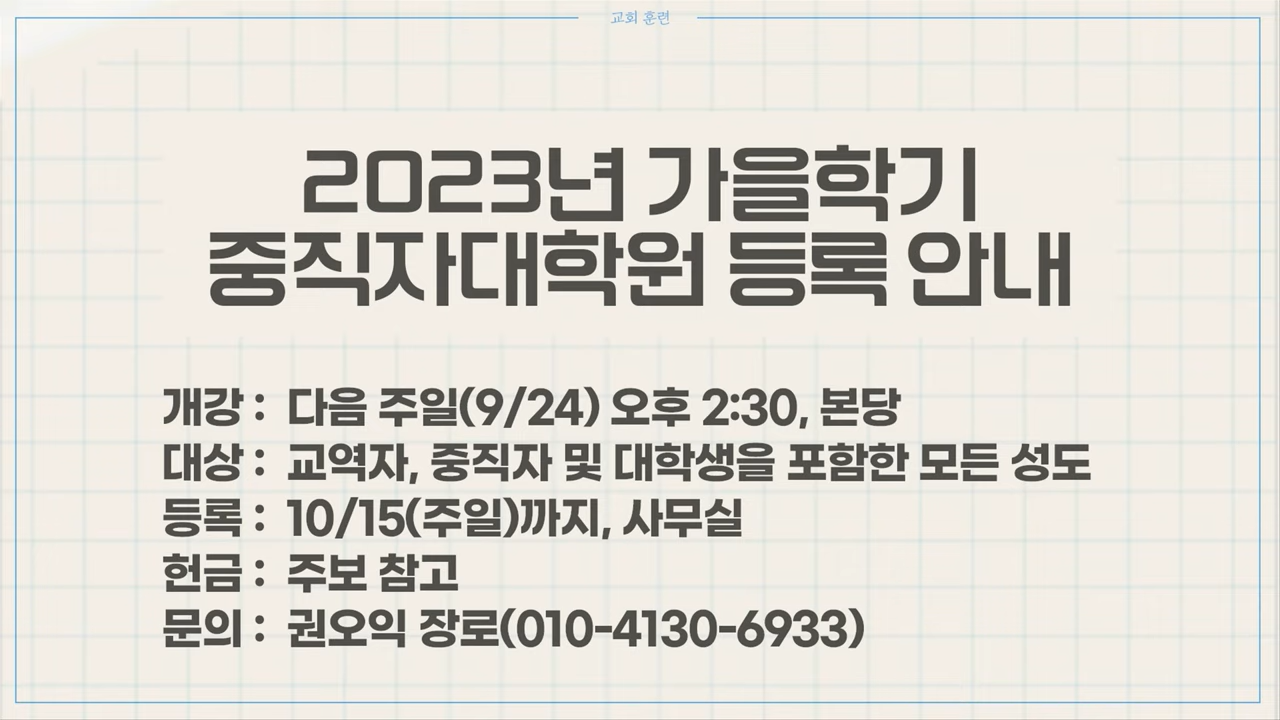 교회 훈련
2023년 가을학기
중직자대학원 등록 안내
개강 : 다음 주일(9/24) 오후 2:30, 본당
대상 : 교역자, 중직자 및 대학생을 포함한 모든 성도
등록 : 10/15(주일)까지, 사무실
헌금 : 주보 참고
문의 : 권오익 장로(010-4130-6933)